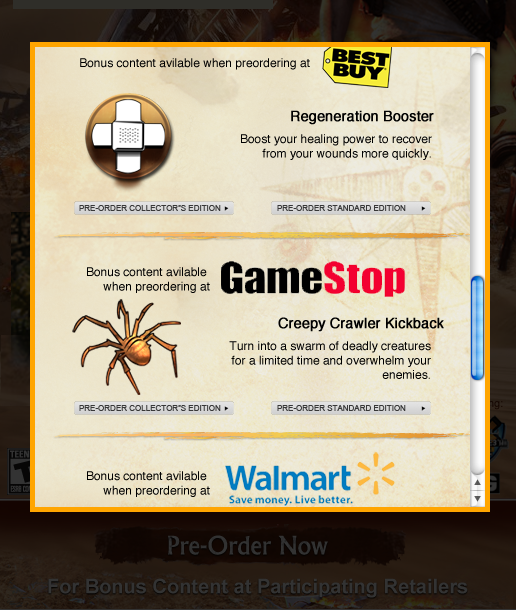 Bonus content avilable when preordering at
BEST
BUY
Regeneration Booster
Boost your healing power to recover
from your wounds more quickly.
PRE-ORDER COLLECTOR"S EDITION
PRE-ORDER STANDARD EDITION
Bonus content avilable
when preordering at
GameStop
Creepy Crawler Kickback
Turn into a swarm of deadly creatures
for a limited time and overwhelm your
enemies.
PRE-ORDER COLLECTOR"S EDITION
PRE-ORDER STANDARD EDITION
Bonus content avilable
when preordering at
Walmart
Save money. Live better.
TEEN
Pre-Order Now
For Bonus Content at Participating Retailers